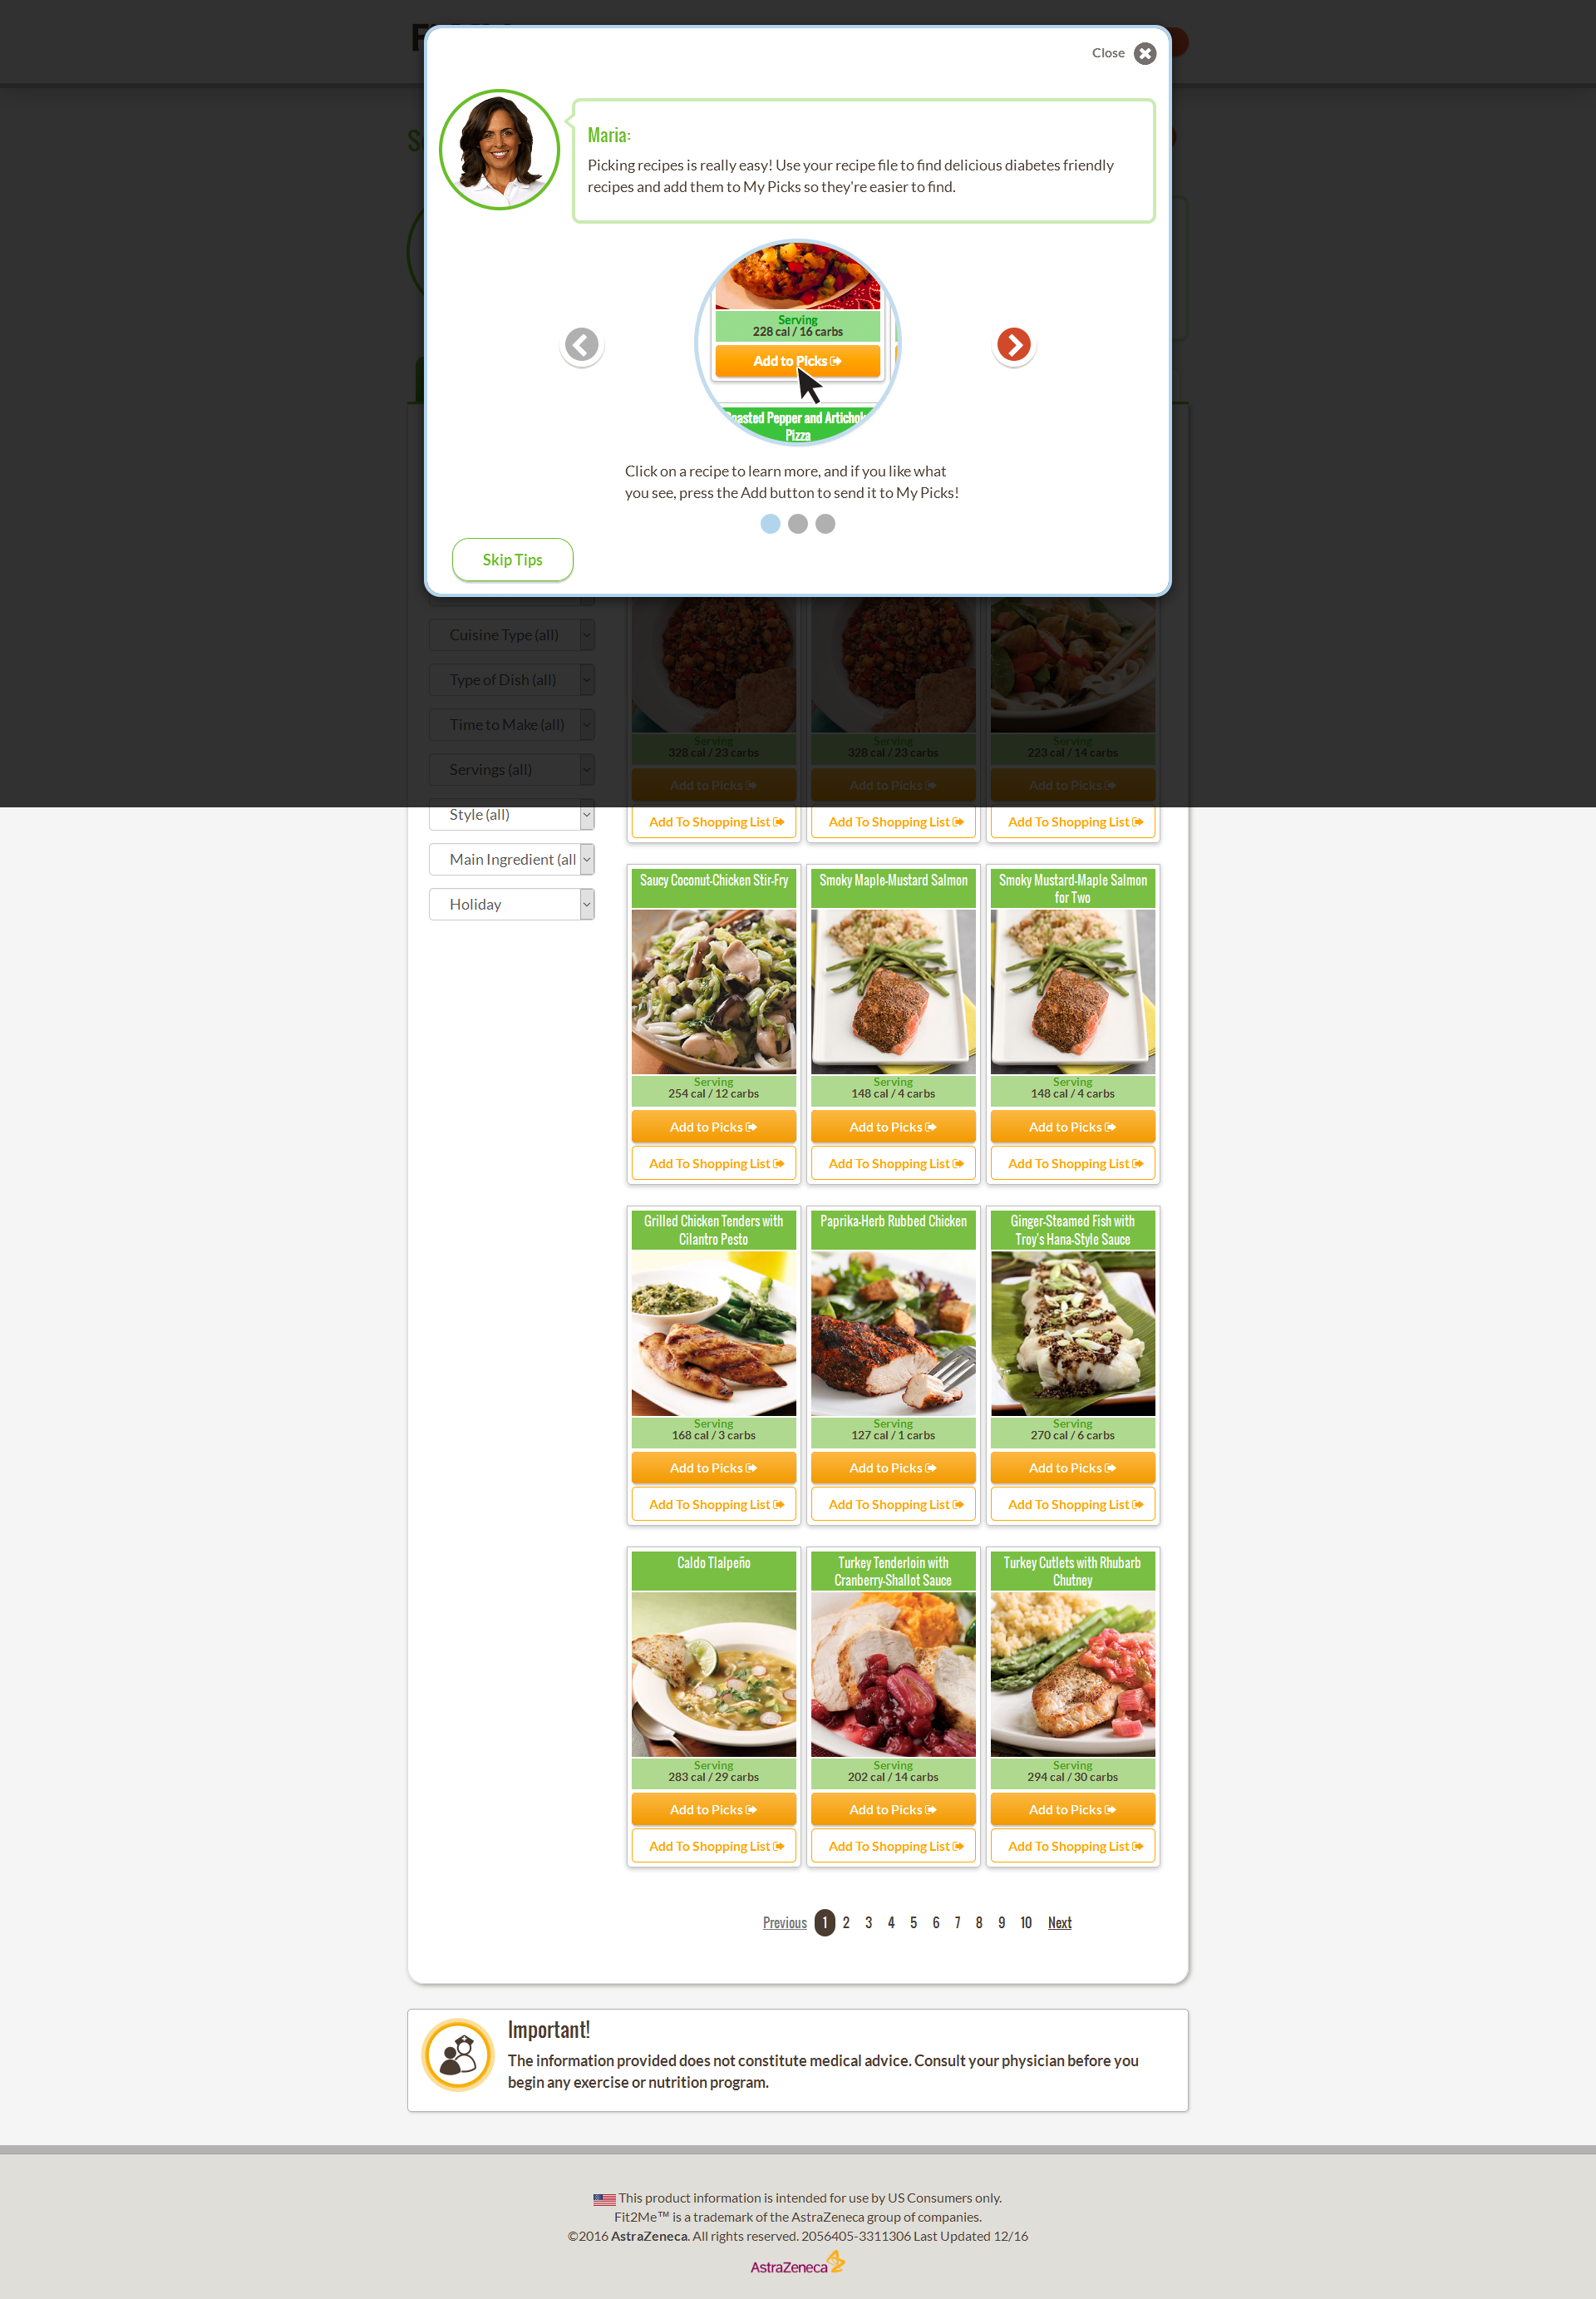 Close
Maria:
Picking recipes is really easy! Use your recipe file to find delicious diabetes friendly
recipes and add them to My Picks so they're easier to find.
Serving
228 cal / 16 carbs
Add to Picks
Pizza
Click on a recipe to learn more, and if you like what
you see, press the Add button to send it to My Picks!
Skip Tips
Cuisine Type (all)
Type of Dish (all)
Time to Make (all)
Servings (all)
Style (all)
Main Ingredient (all
Holiday
Serving Serving Serving
328 cal / 23 carbs 328 cal / 23 carbs 223 cal / 14 carbs
Add to Picks Add to Picks Add to Picks
Add To Shopping List Add To Shopping List Add To Shopping List
Saucy Coconut-Chicken Stir-Fry
Smoky Maple-Mustard Salmon
Smoky Mustard-Maple Salmon
for Two
Serving Serving Serving
254 cal / 12 carbs 148 cal / 4 carbs 148 cal / 4 carbs
Add to Picks Add to Picks Add to Picks
Add To Shopping List Add To Shopping List Add To Shopping List
Grilled Chicken Tenders with
Cilantro Pesto
Paprika-Herb Rubbed Chicken
Ginger-Steamed Fish with
Troy's Hana-Style Sauce
Serving Serving Serving
168 cal / 3 carbs 127 cal / 1 carbs 270 cal / 6 carbs
Add to Picks Add to Picks Add to Picks
Add To Shopping List Add To Shopping List Add To Shopping List
Caldo Tlalpeño
Turkey Tenderloin with
Cranberry-Shallot Sauce
Turkey Cutlets with Rhubarb
Chutney
Serving Serving Serving
283 cal / 29 carbs 202 cal / 14 carbs 294 cal / 30 carbs
Add to Picks Add to Picks Add to Picks
Add To Shopping List Add To Shopping List Add To Shopping List
Previous 1 2 3 4 5 6 7 8 9 10 Next
Important!
The information provided does not constitute medical advice. Consult your physician before you
begin any exercise or nutrition program.
This product information is intended for use by US Consumers only.
Fit2Me™ is a trademark of the AstraZeneca group of companies.
©2016 AstraZeneca. All rights reserved. 2056405-3311306 Last Updated 12/16
AstraZeneca